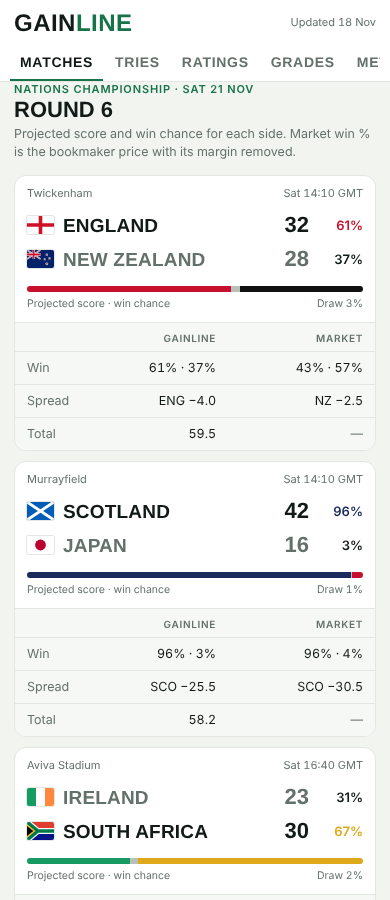 GAINLINE
Updated 18 Nov
MATCHES TRIES RATINGS GRADES
NATIONS CHAMPIONSHIP · SAT 21 NOV
ROUND 6
Projected score and win chance for each side. Market win %
is the bookmaker price with its margin removed.
Twickenham Sat 14:10 GMT
ENGLAND 32 61%
NEW ZEALAND 28 37%
Projected score · win chance Draw 3%
GAINLINE MARKET
Win 61% · 37% 43% · 57%
Spread ENG −4.0 NZ −2.5
Total 59.5 —
Murrayfield Sat 14:10 GMT
SCOTLAND 42 96%
JAPAN 16 3%
Projected score · win chance Draw 1%
GAINLINE MARKET
Win 96% · 3% 96% · 4%
Spread SCO −25.5 SCO −30.5
Total 58.2 —
Aviva Stadium Sat 16:40 GMT
IRELAND 23 31%
SOUTH AFRICA 30 67%
Projected score · win chance Draw 2%